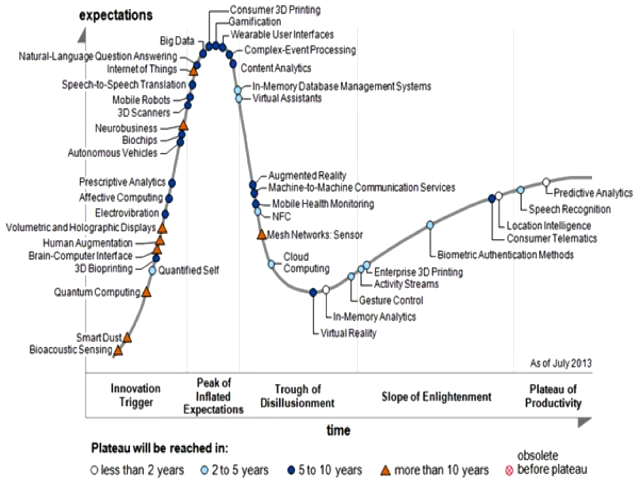 expectations
Consumer 3D Printing
Gamification
Big Data
Wearable User Interfaces
Natural-Language Question Answering
Complex-Event Processing
Internet of Things
Content Analytics
Speech-to-Speech Translation
In-Memory Database Management Systems
Mobile Robots
Virtual Assistants
3D Scanners
Neurobusiness
Biochips
Autonomous Vehicles
Augmented Reality
Prescriptive Analytics
Machine-to-Machine Communication Services
Affective Computing
Mobile Health Monitoring
Electrovibration
NFC
Volumetric and Holographic Displays
Mesh Networks: Sensor
Human Augmentation
Brain-Computer Interface
Cloud
Computing
3D Bioprinting
Quantified Self
Quantum Computing
Smart Dust
Bioacoustic Sensing
Predictive Analytics
Speech Recognition
Location Intelligence
Consumer Telematics
Biometric Authentication Methods
Enterprise 3D Printing
Activity Streams
Gesture Control
In-Memory Analytics
Virtual Reality
As of July 2013
Innovation
Trigger
Peak of
Inflated
Expectations
Trough of
Disillusionment
Slope of Enlightenment
Plateau of
Productivity
time
Plateau will be reached in:
less than 2 years
2 to 5 years
5 to 10 years
more than 10 years
obsolete
before plateau